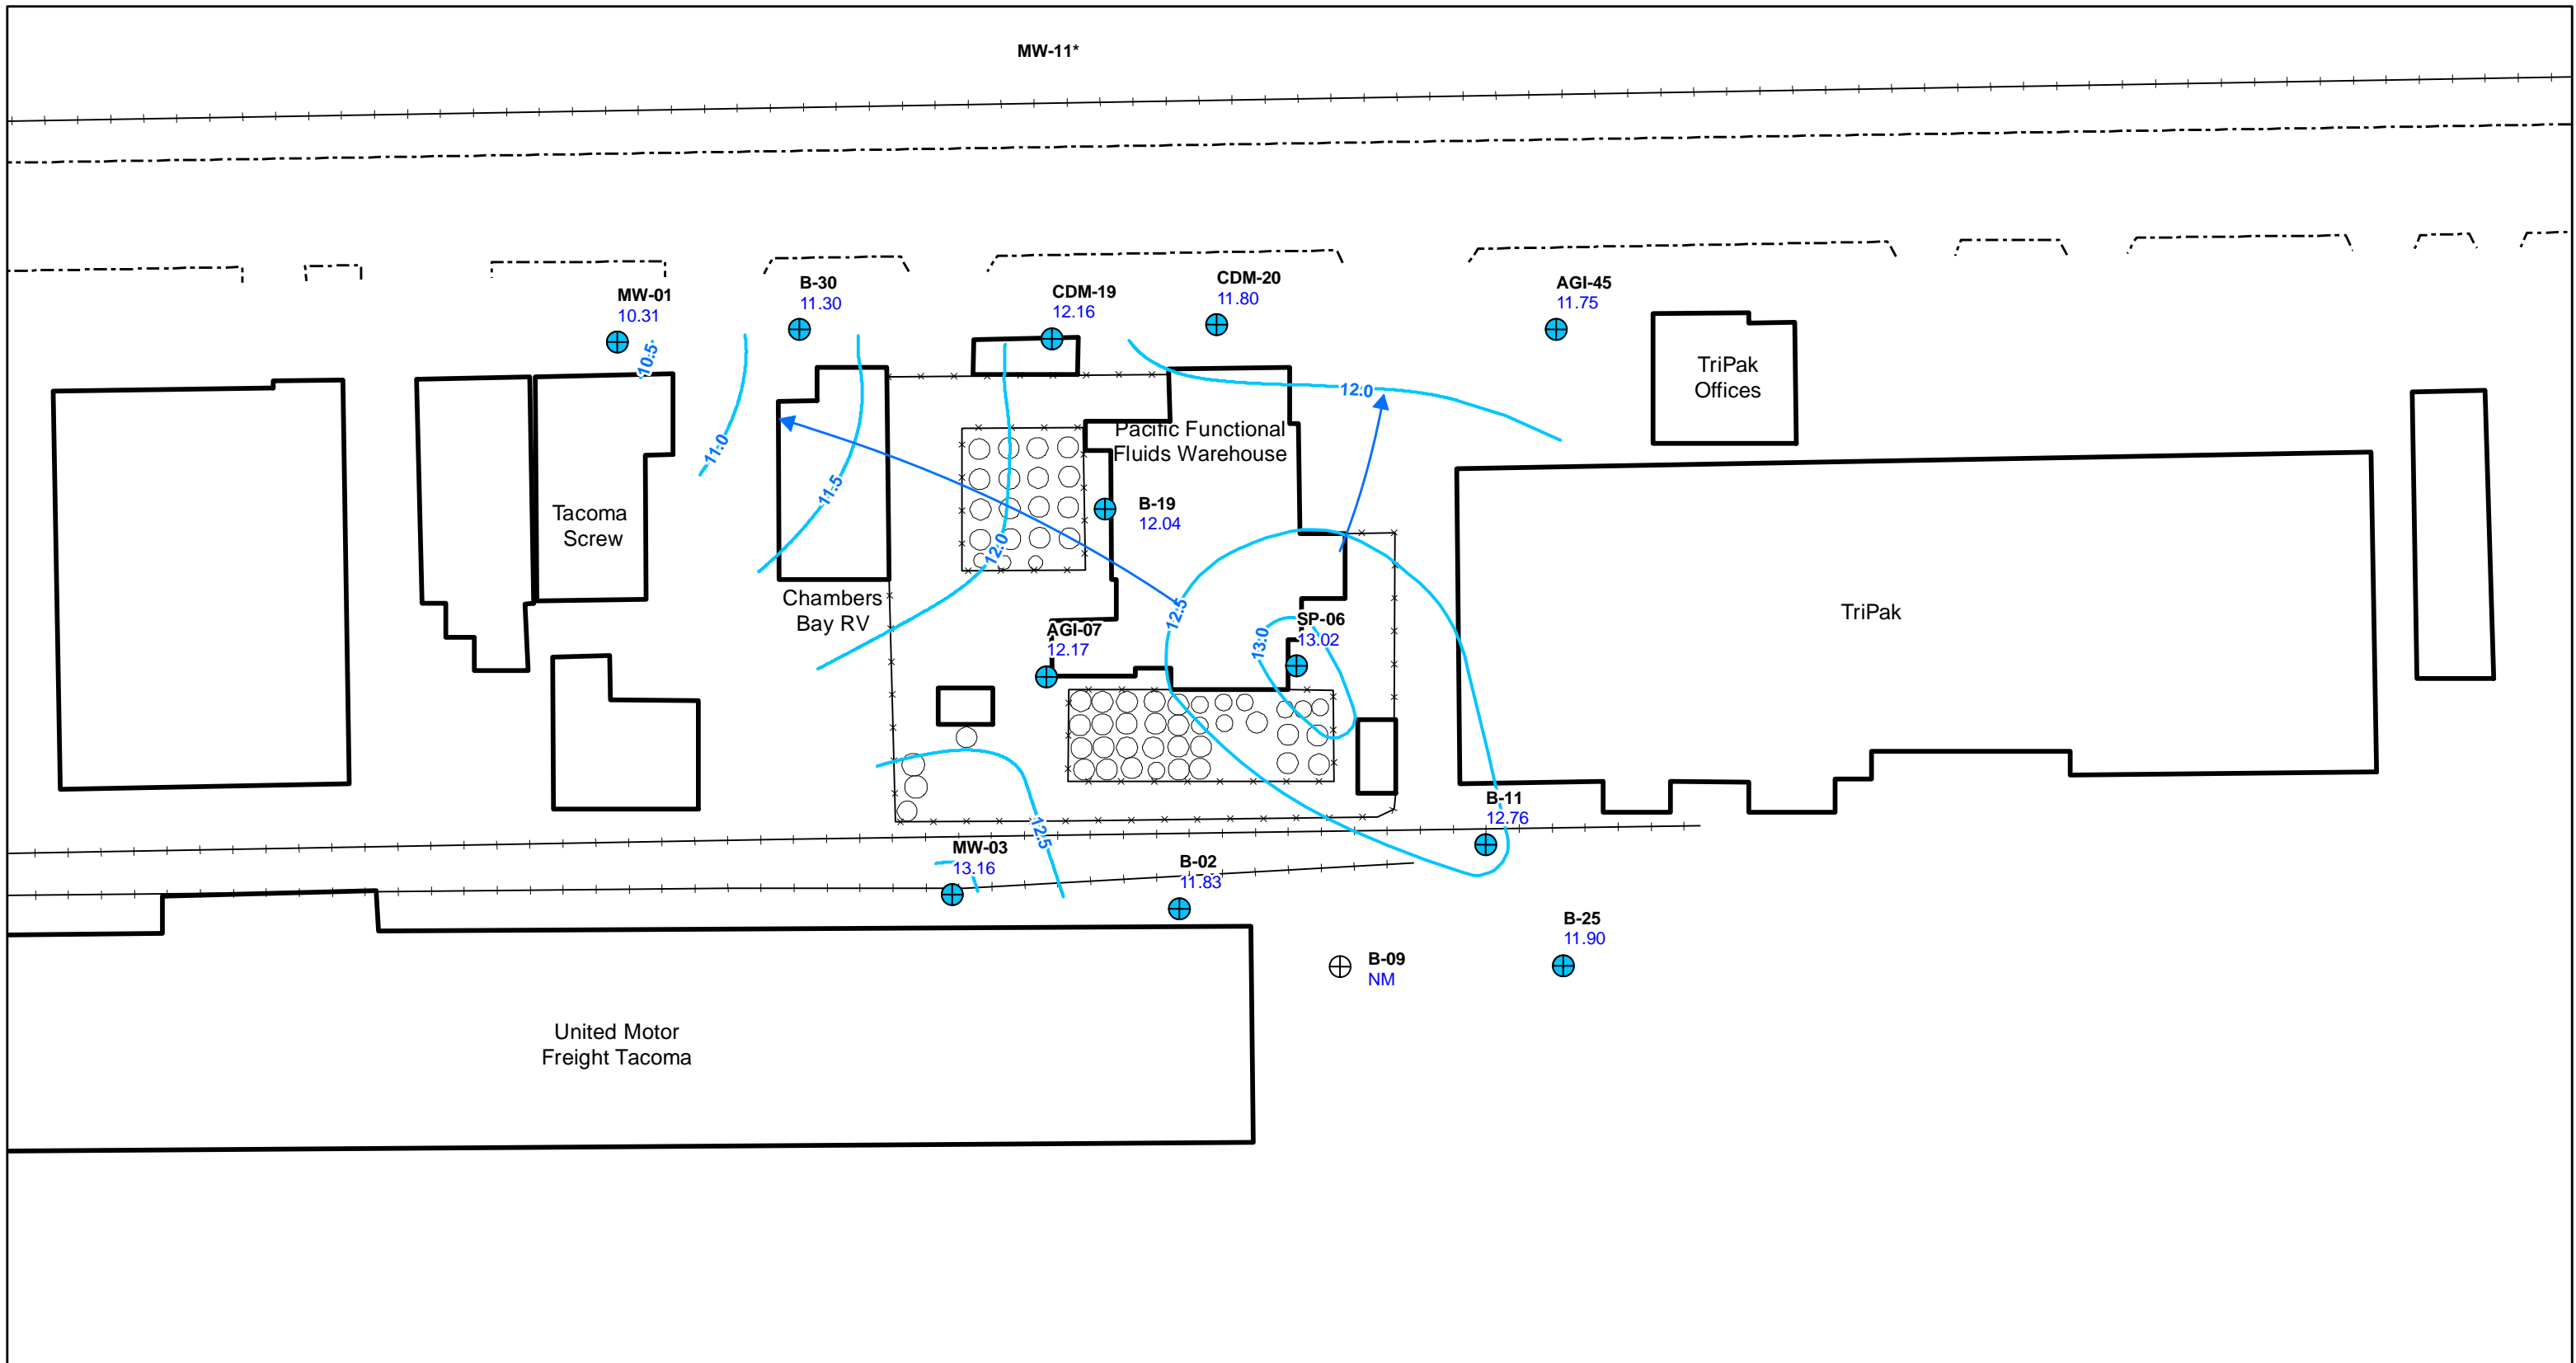 MW-11*
MW-01
10.31
B-30
11.30
CDM-19
12.16
CDM-20
11.80
AGI-45
11.75
10.5
11.0
11.5
12.0
12.0
TriPak
Offices
Pacific Functional
Fluids Warehouse
Tacoma
Screw
B-19
12.04
Chambers
Bay RV
12.5
13.0
SP-06
13.02
TriPak
AGI-07
12.17
B-11
12.76
12.5
MW-03
13.16
B-02
11.83
B-25
11.90
B-09
NM
United Motor
Freight Tacoma